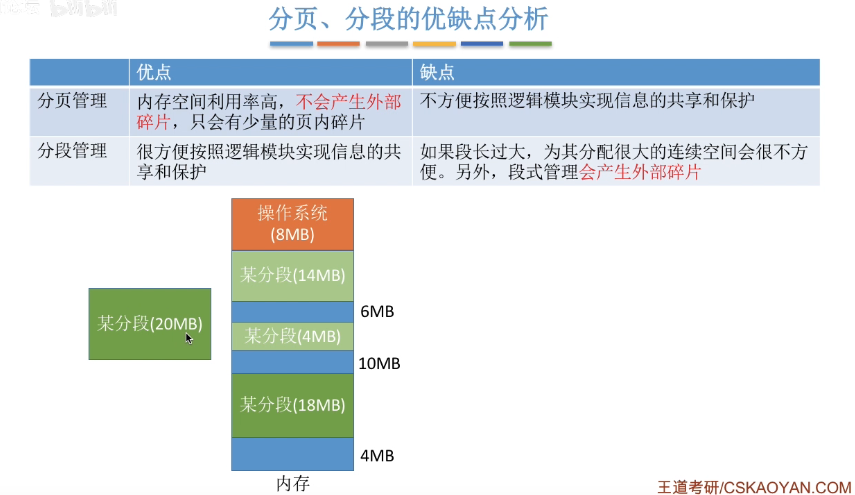 bilibili
分页、分段的优缺点分析
优点
缺点
分页管理
内存空间利用率高，不会产生外部
碎片，只会有少量的页内碎片
不方便按照逻辑模块实现信息的共享和保护
分段管理
很方便按照逻辑模块实现信息的共
享和保护
如果段长过大，为其分配很大的连续空间会很不方
便。另外，段式管理会产生外部碎片
操作系统
(8MB)
某分段(14MB)
6MB
某分段(20MB)
某分段(4MB)
10MB
某分段(18MB)
4MB
内存
王道考研/CSKAOYAN.COM